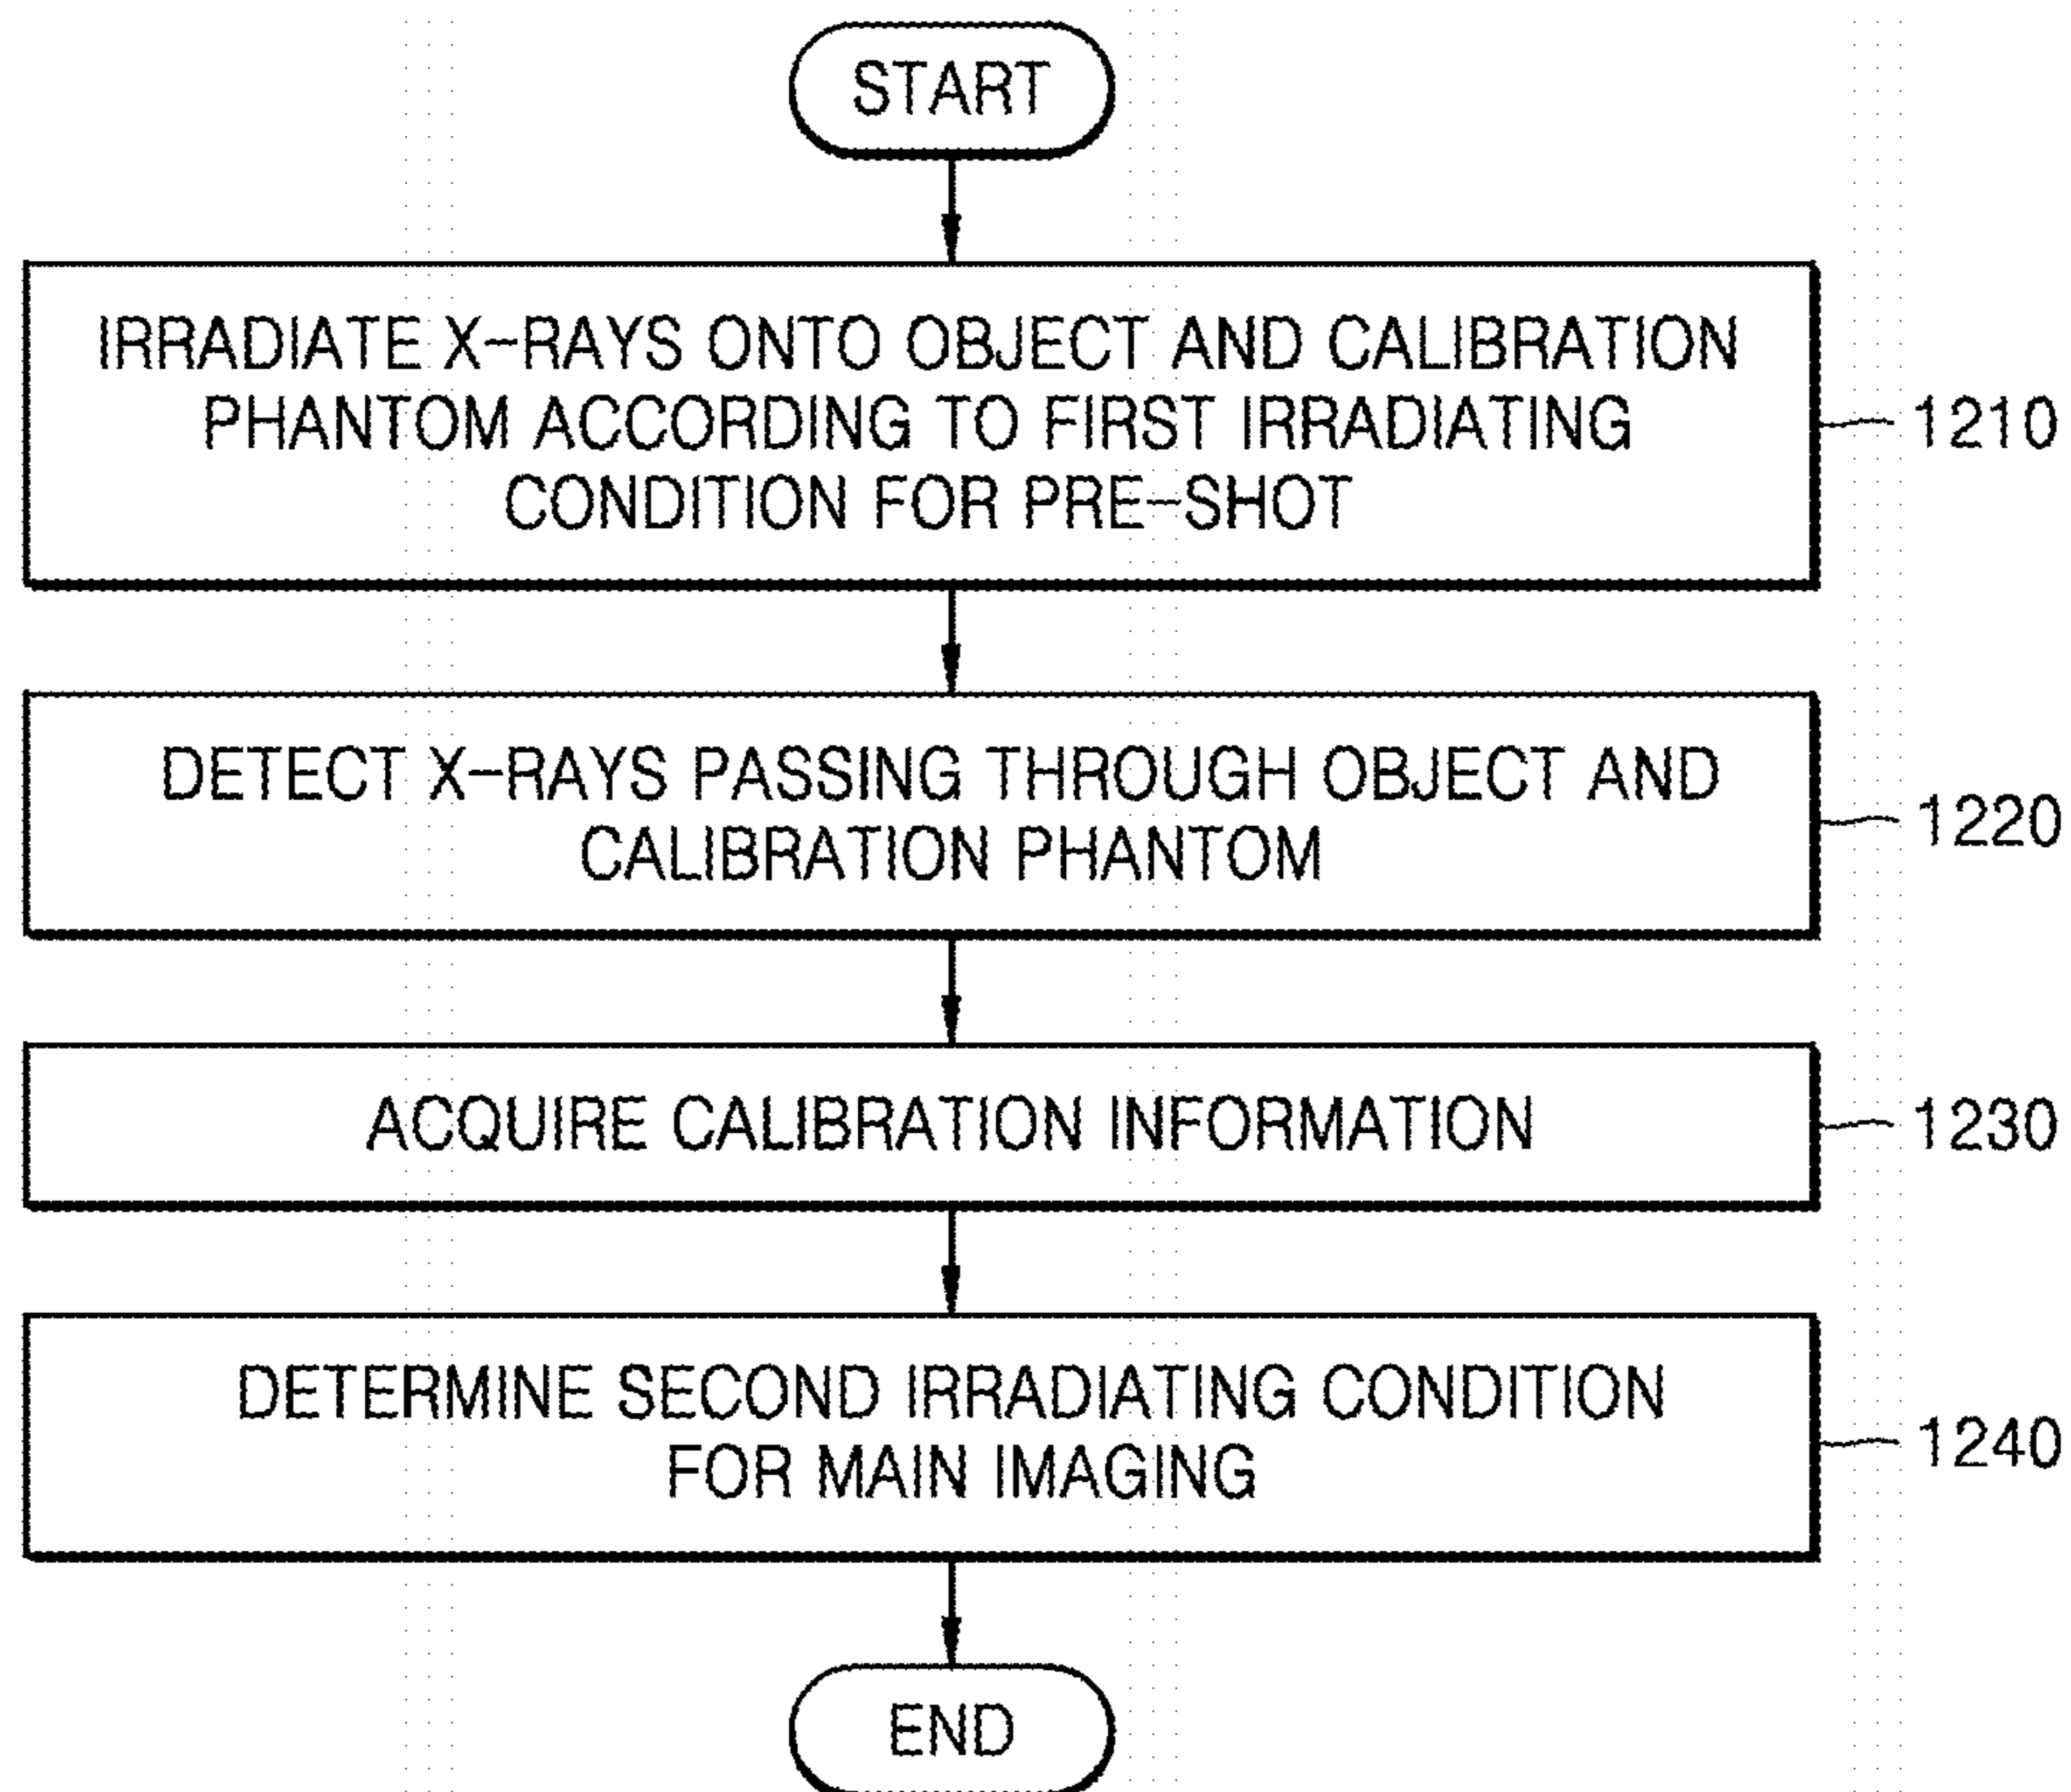 START
IRRADIATE X-RAYS ONTO OBJECT AND CALIBRATION
PHANTOM ACCORDING TO FIRST IRRADIATING
CONDITION FOR PRE-SHOT
1210
DETECT X-RAYS PASSING THROUGH OBJECT AND
CALIBRATION PHANTOM
1220
ACQUIRE CALIBRATION INFORMATION
1230
DETERMINE SECOND IRRADIATING CONDITION
FOR MAIN IMAGING
1240
END